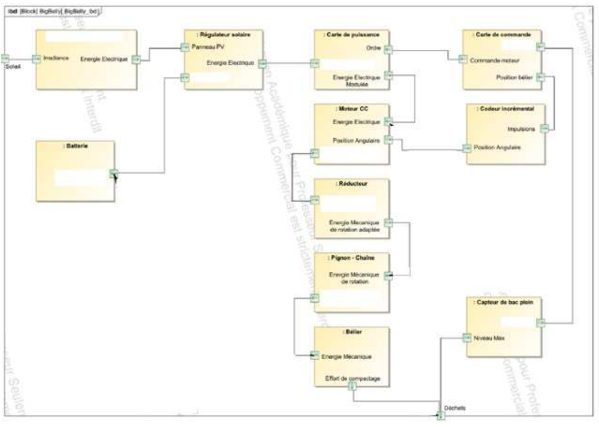 ibd [Block] BigBelly[ BigBelly_ibd ]
Soleil
Irradiance
Energie Electrique
: Régulateur solaire
Panneau PV
Energie Electrique
: Carte de puissance
Ordre
Energie Electrique
Modulée
: Carte de commande
Commande moteur
Position bélier
: Batterie
: Moteur CC
Energie Electrique
Position Angulaire
: Codeur incrémental
Impulsions
Position Angulaire
: Réducteur
Energie Mécanique
de rotation adaptée
: Pignon - Chaîne
Energie Mécanique
de rotation
: Bélier
Energie Mécanique
Effort de compactage
: Capteur de bac plein
Niveau Max
Déchets